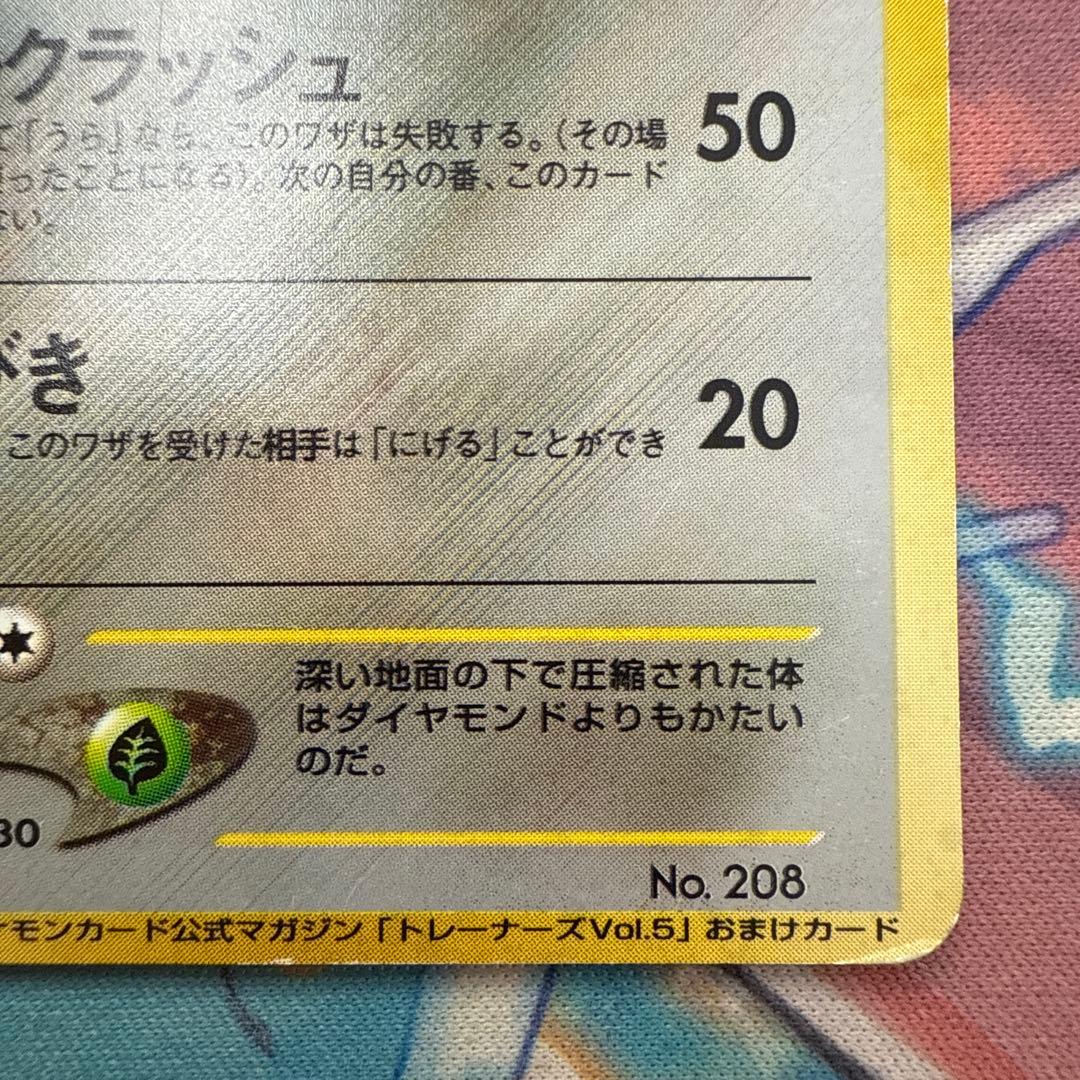 クラッシュ
50
て「うら」なら、このワザは失敗する。(その場
ったことになる)。次の自分の番、このカード
ない。
びき
20
このワザを受けた相手は「にげる」ことができ
深い地面の下で圧縮された体
はダイヤモンドよりもかたい
のだ。
30
No. 208
ケモンカード公式マガジン「トレーナーズVol.5」おまけカード